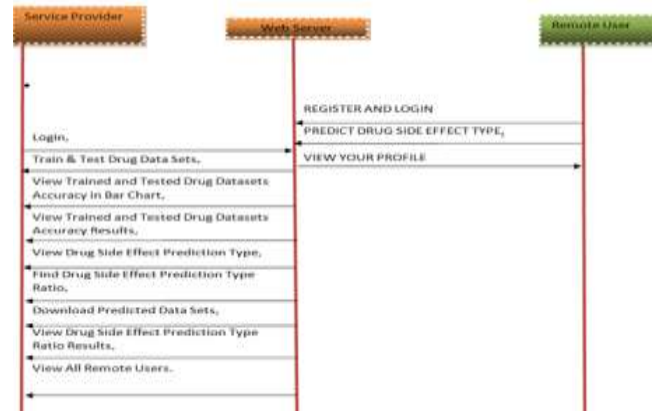 Service Provider
Web Server
Remote User
REGISTER AND LOGIN
PREDICT DRUG SIDE EFFECT TYPE,
VIEW YOUR PROFILE
Login,
Train & Test Drug Data Sets,
View Trained and Tested Drug Datasets
Accuracy in Bar Chart,
View Trained and Tested Drug Datasets
Accuracy Results,
View Drug Side Effect Prediction Type,
Find Drug Side Effect Prediction Type
Ratio,
Download Predicted Data Sets,
View Drug Side Effect Prediction Type
Ratio Results,
View All Remote Users.